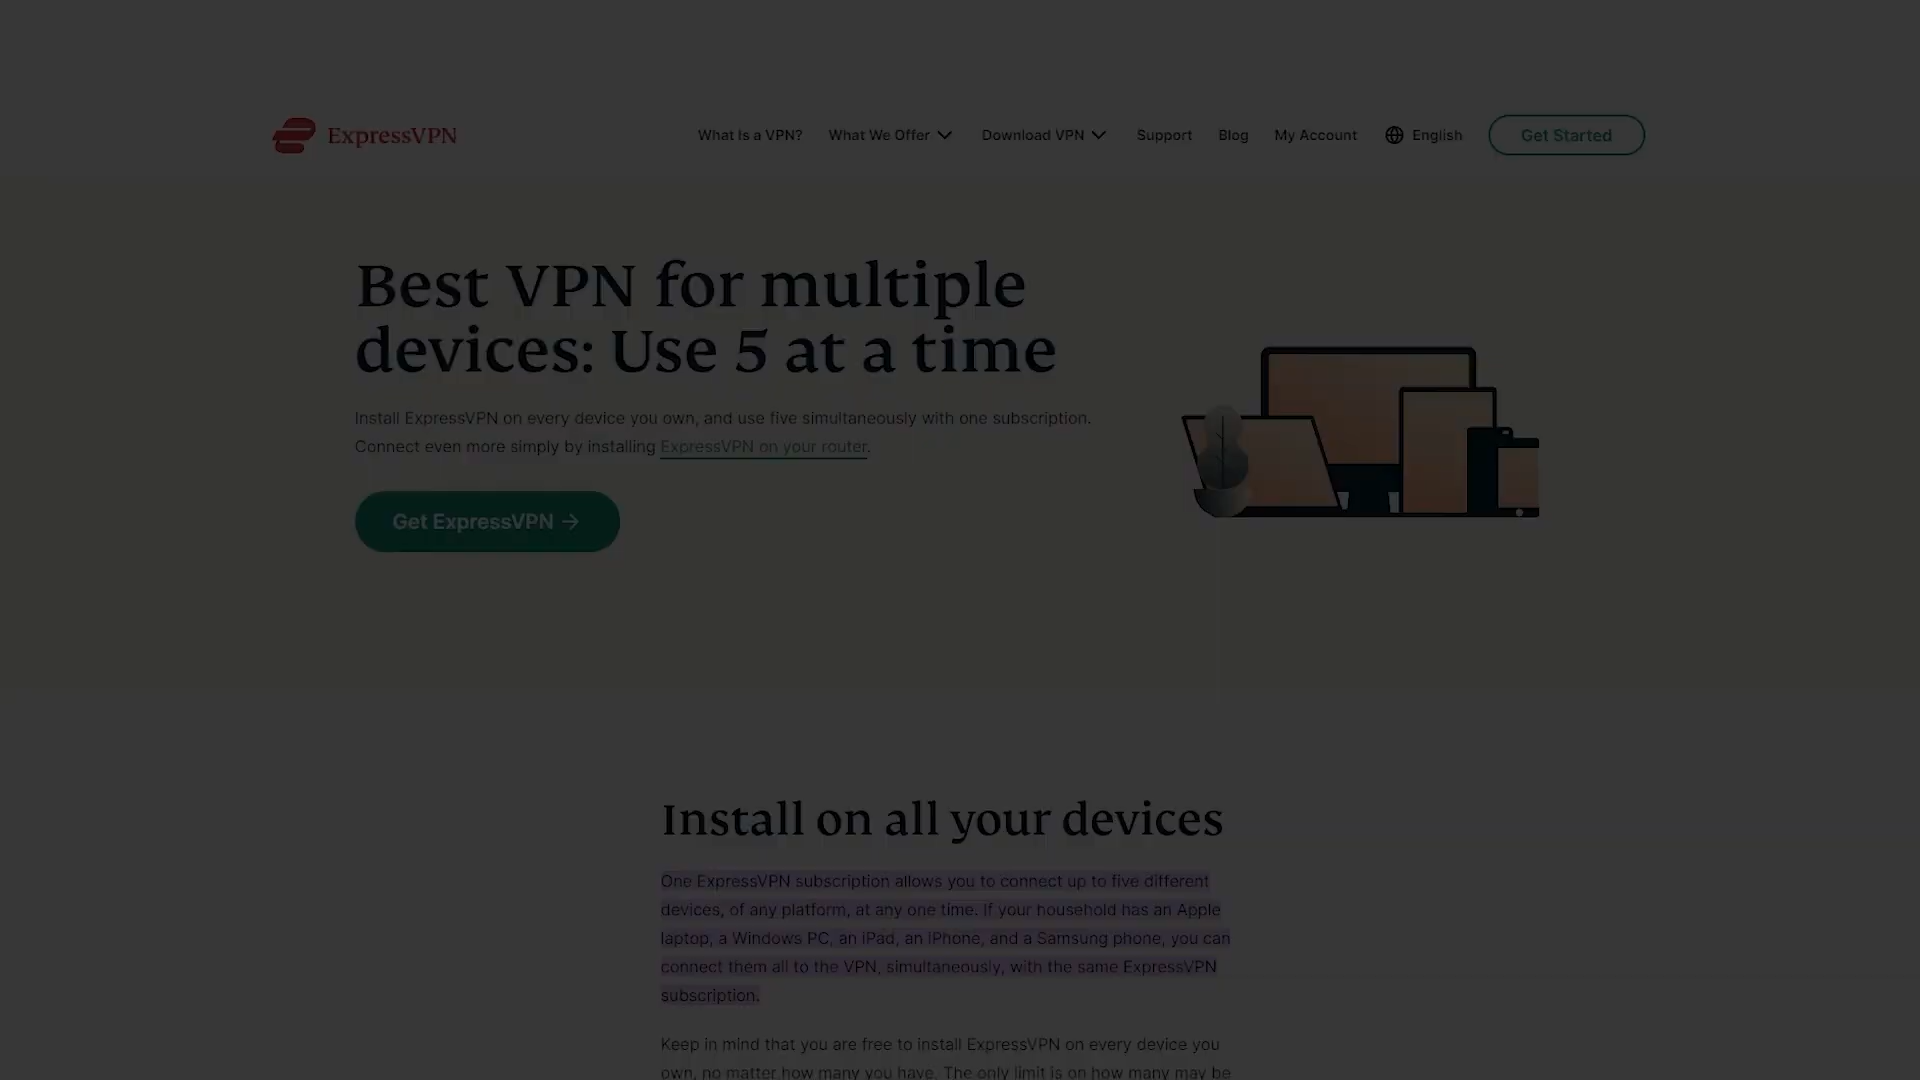 ExpressVPN
What Is a VPN? What We Offer Download VPN Support Blog My Account English Get Started
Best VPN for multiple
devices: Use 5 at a time
Install ExpressVPN on every device you own, and use five simultaneously with one subscription.
Connect even more simply by installing ExpressVPN on your router.
Get ExpressVPN →
Install on all your devices
One ExpressVPN subscription allows you to connect up to five different
devices, of any platform, at any one time. If your household has an Apple
laptop, a Windows PC, an iPad, an iPhone, and a Samsung phone, you can
connect them all to the VPN, simultaneously, with the same ExpressVPN
subscription.
Keep in mind that you are free to install ExpressVPN on every device you
own, no matter how many you have. The only limit is on how many may be